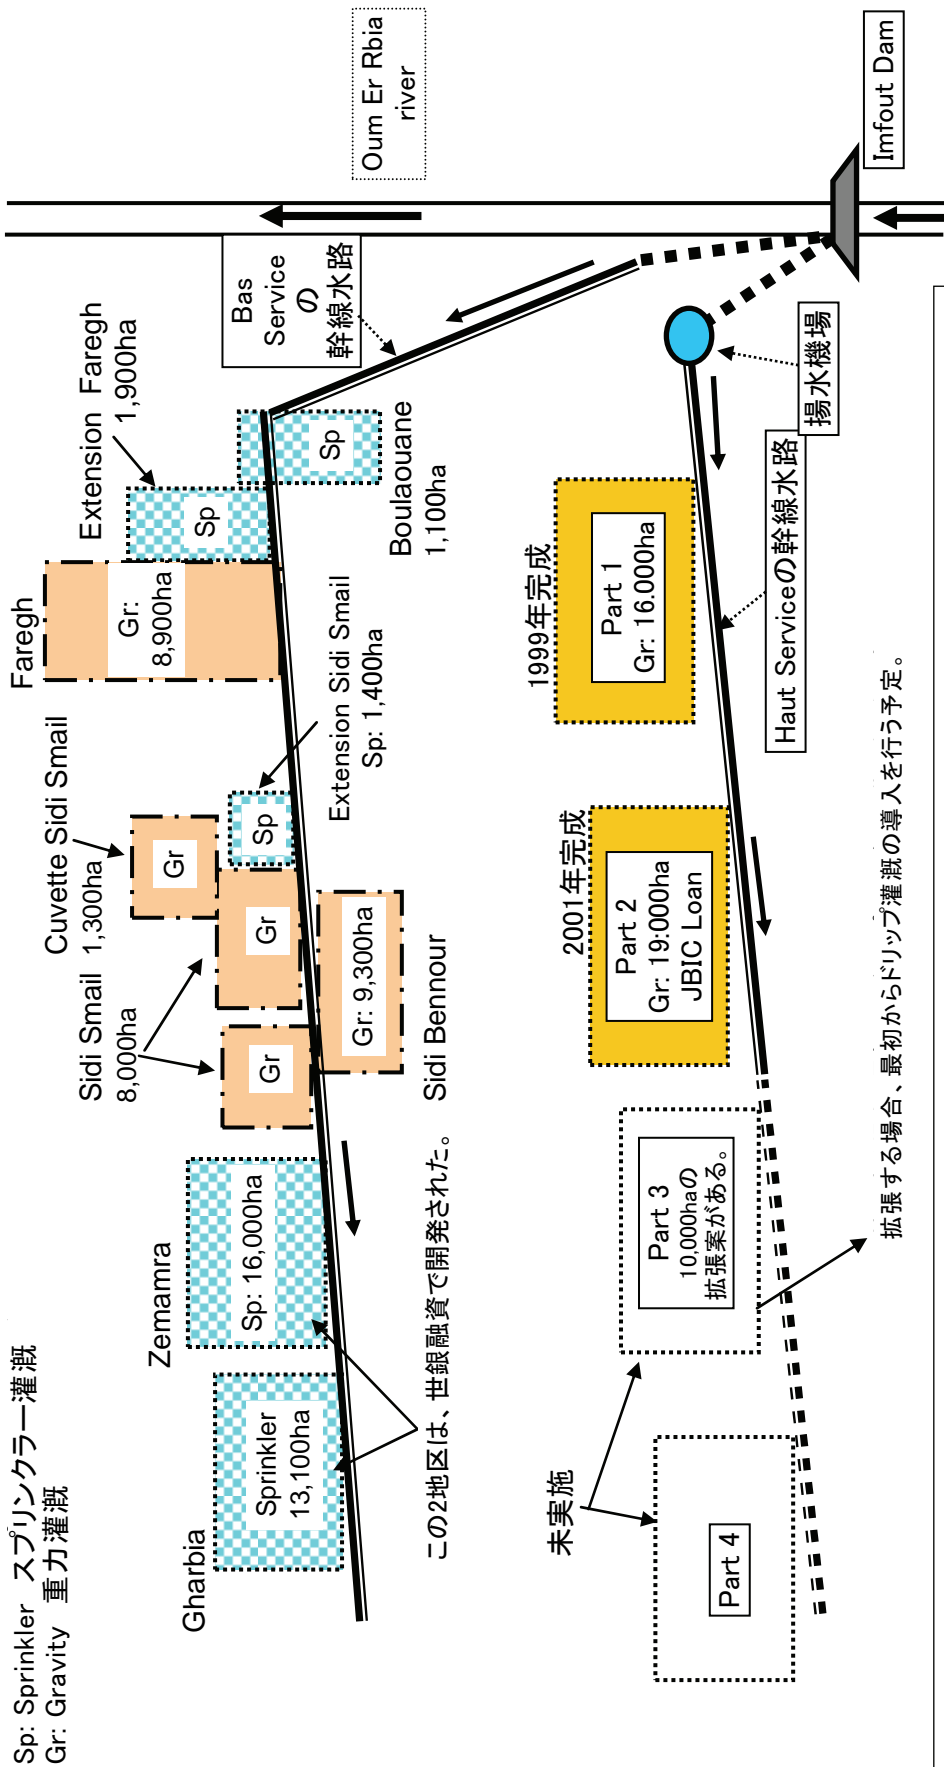 Sp: Sprinkler スプリンクラー灌漑
Gr: Gravity 重力灌漑
Gharbia
Sprinkler
13,100ha
Zemamra
Sp: 16,000ha
この2地区は、世銀融資で開発された。
Sidi Smail
8,000ha
Gr
Gr
Cuvette Sidi Smail
1,300ha
Gr
Sp
Extension Sidi Smail
Sp: 1,400ha
Gr: 9,300ha
Sidi Bennour
Faregh
Gr:
8,900ha
Extension Faregh
1,900ha
Sp
Sp
Boulaouane
1,100ha
Bas
Service
の
幹線水路
Oum Er Rbia
river
未実施
Part 4
Part 3
10,000haの
拡張案がある。
2001年完成
Part 2
Gr: 19:000ha
JBIC Loan
1999年完成
Part 1
Gr: 16.000ha
Haut Serviceの幹線水路
揚水機場
Imfout Dam
拡張する場合、最初からドリップ灌漑の導入を行う予定。